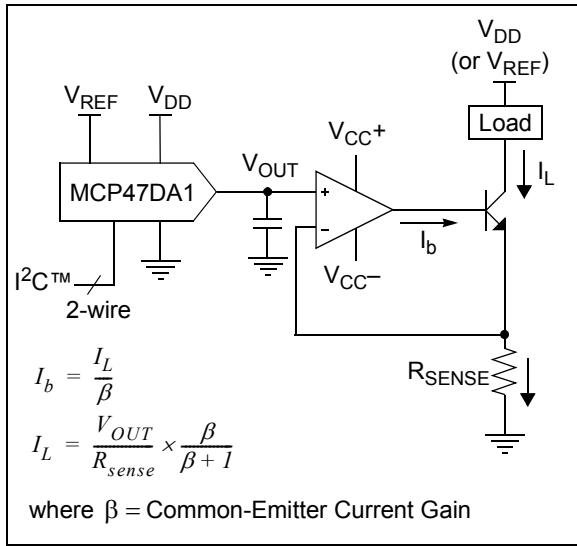 V_DD
(or V_REF)
V_REF V_DD
Load
V_CC+
V_OUT
MCP47DA1
I_L
+
–
I_b
V_CC–
I²C™
2-wire
R_SENSE
I_b = I_L / β
I_L = V_OUT / R_sense × β / β + 1
where β = Common-Emitter Current Gain